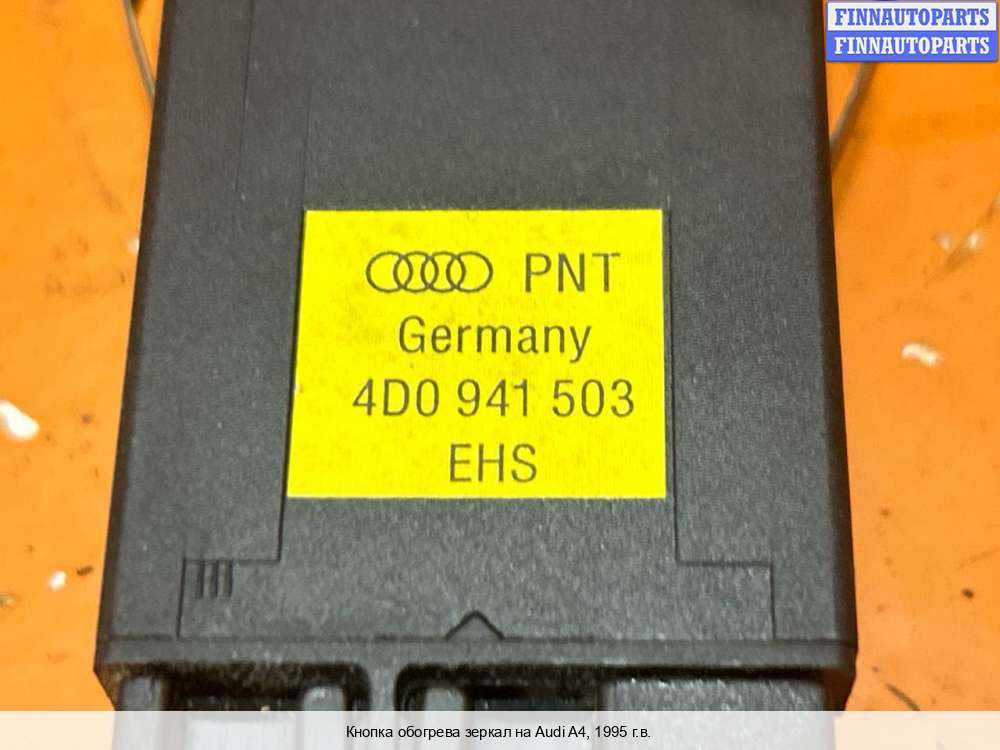 FINNAUTOPARTS
FINNAUTOPARTS
PNT
Germany
4D0 941 503
EHS
Кнопка обогрева зеркал на Audi A4, 1995 г.в.